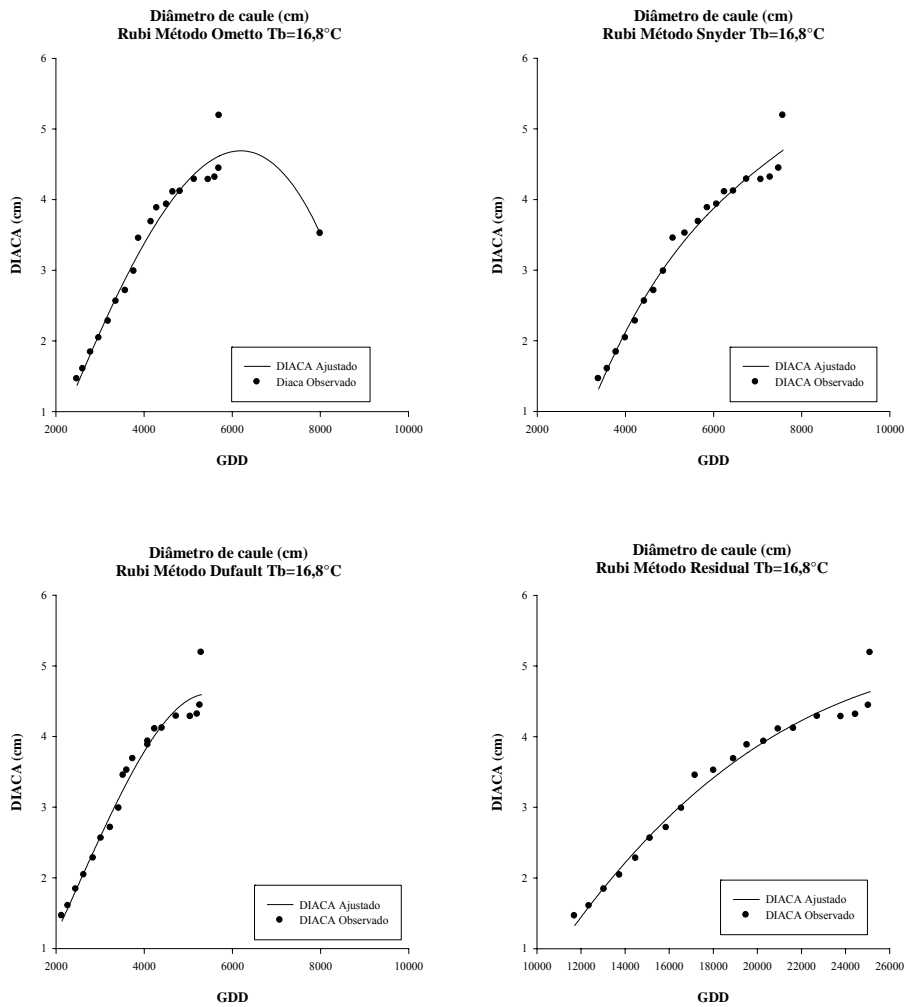 Diâmetro de caule (cm)
Rubi Método Ometto Tb=16,8°C
6
5
4
3
2
1
DIACA (cm)
2000 4000 6000 8000 10000
GDD
DIACA Ajustado
Diaca Observado
Diâmetro de caule (cm)
Rubi Método Snyder Tb=16,8°C
6
5
4
3
2
1
DIACA (cm)
2000 4000 6000 8000 10000
GDD
DIACA Ajustado
DIACA Observado
Diâmetro de caule (cm)
Rubi Método Dufault Tb=16,8°C
6
5
4
3
2
1
DIACA (cm)
2000 4000 6000 8000 10000
GDD
DIACA Ajustado
DIACA Observado
Diâmetro de caule (cm)
Rubi Método Residual Tb=16,8°C
6
5
4
3
2
1
DIACA (cm)
10000 12000 14000 16000 18000 20000 22000 24000 26000
GDD
DIACA Ajustado
DIACA Observado